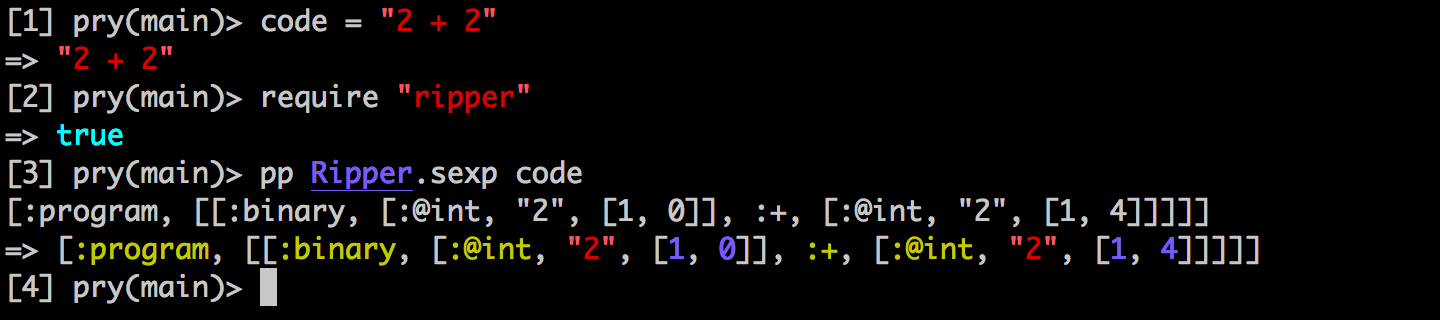 [1] pry(main)> code = "2 + 2"
=> "2 + 2"
[2] pry(main)> require "ripper"
=> true
[3] pry(main)> pp Ripper.sexp code
[:program, [[:binary, [:@int, "2", [1, 0]], :+, [:@int, "2", [1, 4]]]]]
=> [:program, [[:binary, [:@int, "2", [1, 0]], :+, [:@int, "2", [1, 4]]]]]
[4] pry(main)>